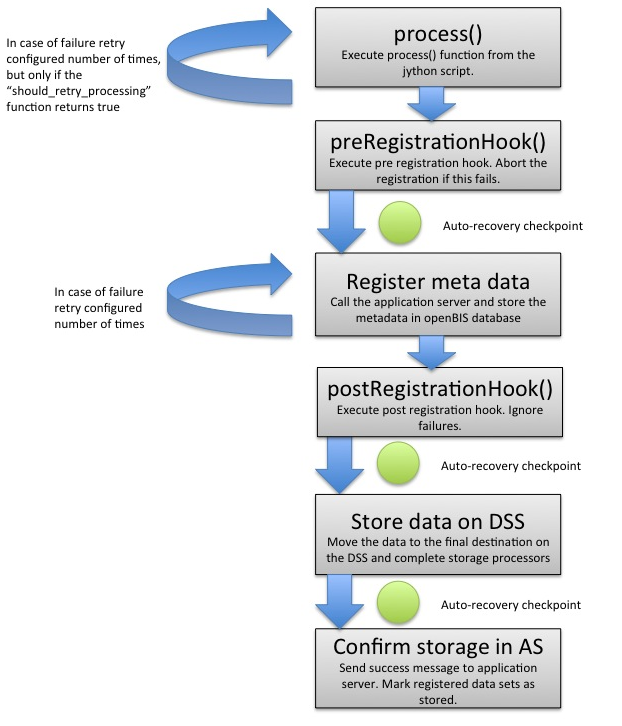 process()
Execute process() function from the
jython script.
In case of failure retry
configured number of times,
but only if the
“should_retry_processing”
function returns true
preRegistrationHook()
Execute pre registration hook. Abort the
registration if this fails.
Auto-recovery checkpoint
Register meta data
Call the application server and store the
metadata in openBIS database
In case of failure
retry configured
number of times
postRegistrationHook()
Execute post registration hook. Ignore
failures.
Auto-recovery checkpoint
Store data on DSS
Move the data to the final destination on
the DSS and complete storage processors
Auto-recovery checkpoint
Confirm storage in AS
Send success message to application
server. Mark registered data sets as
stored.